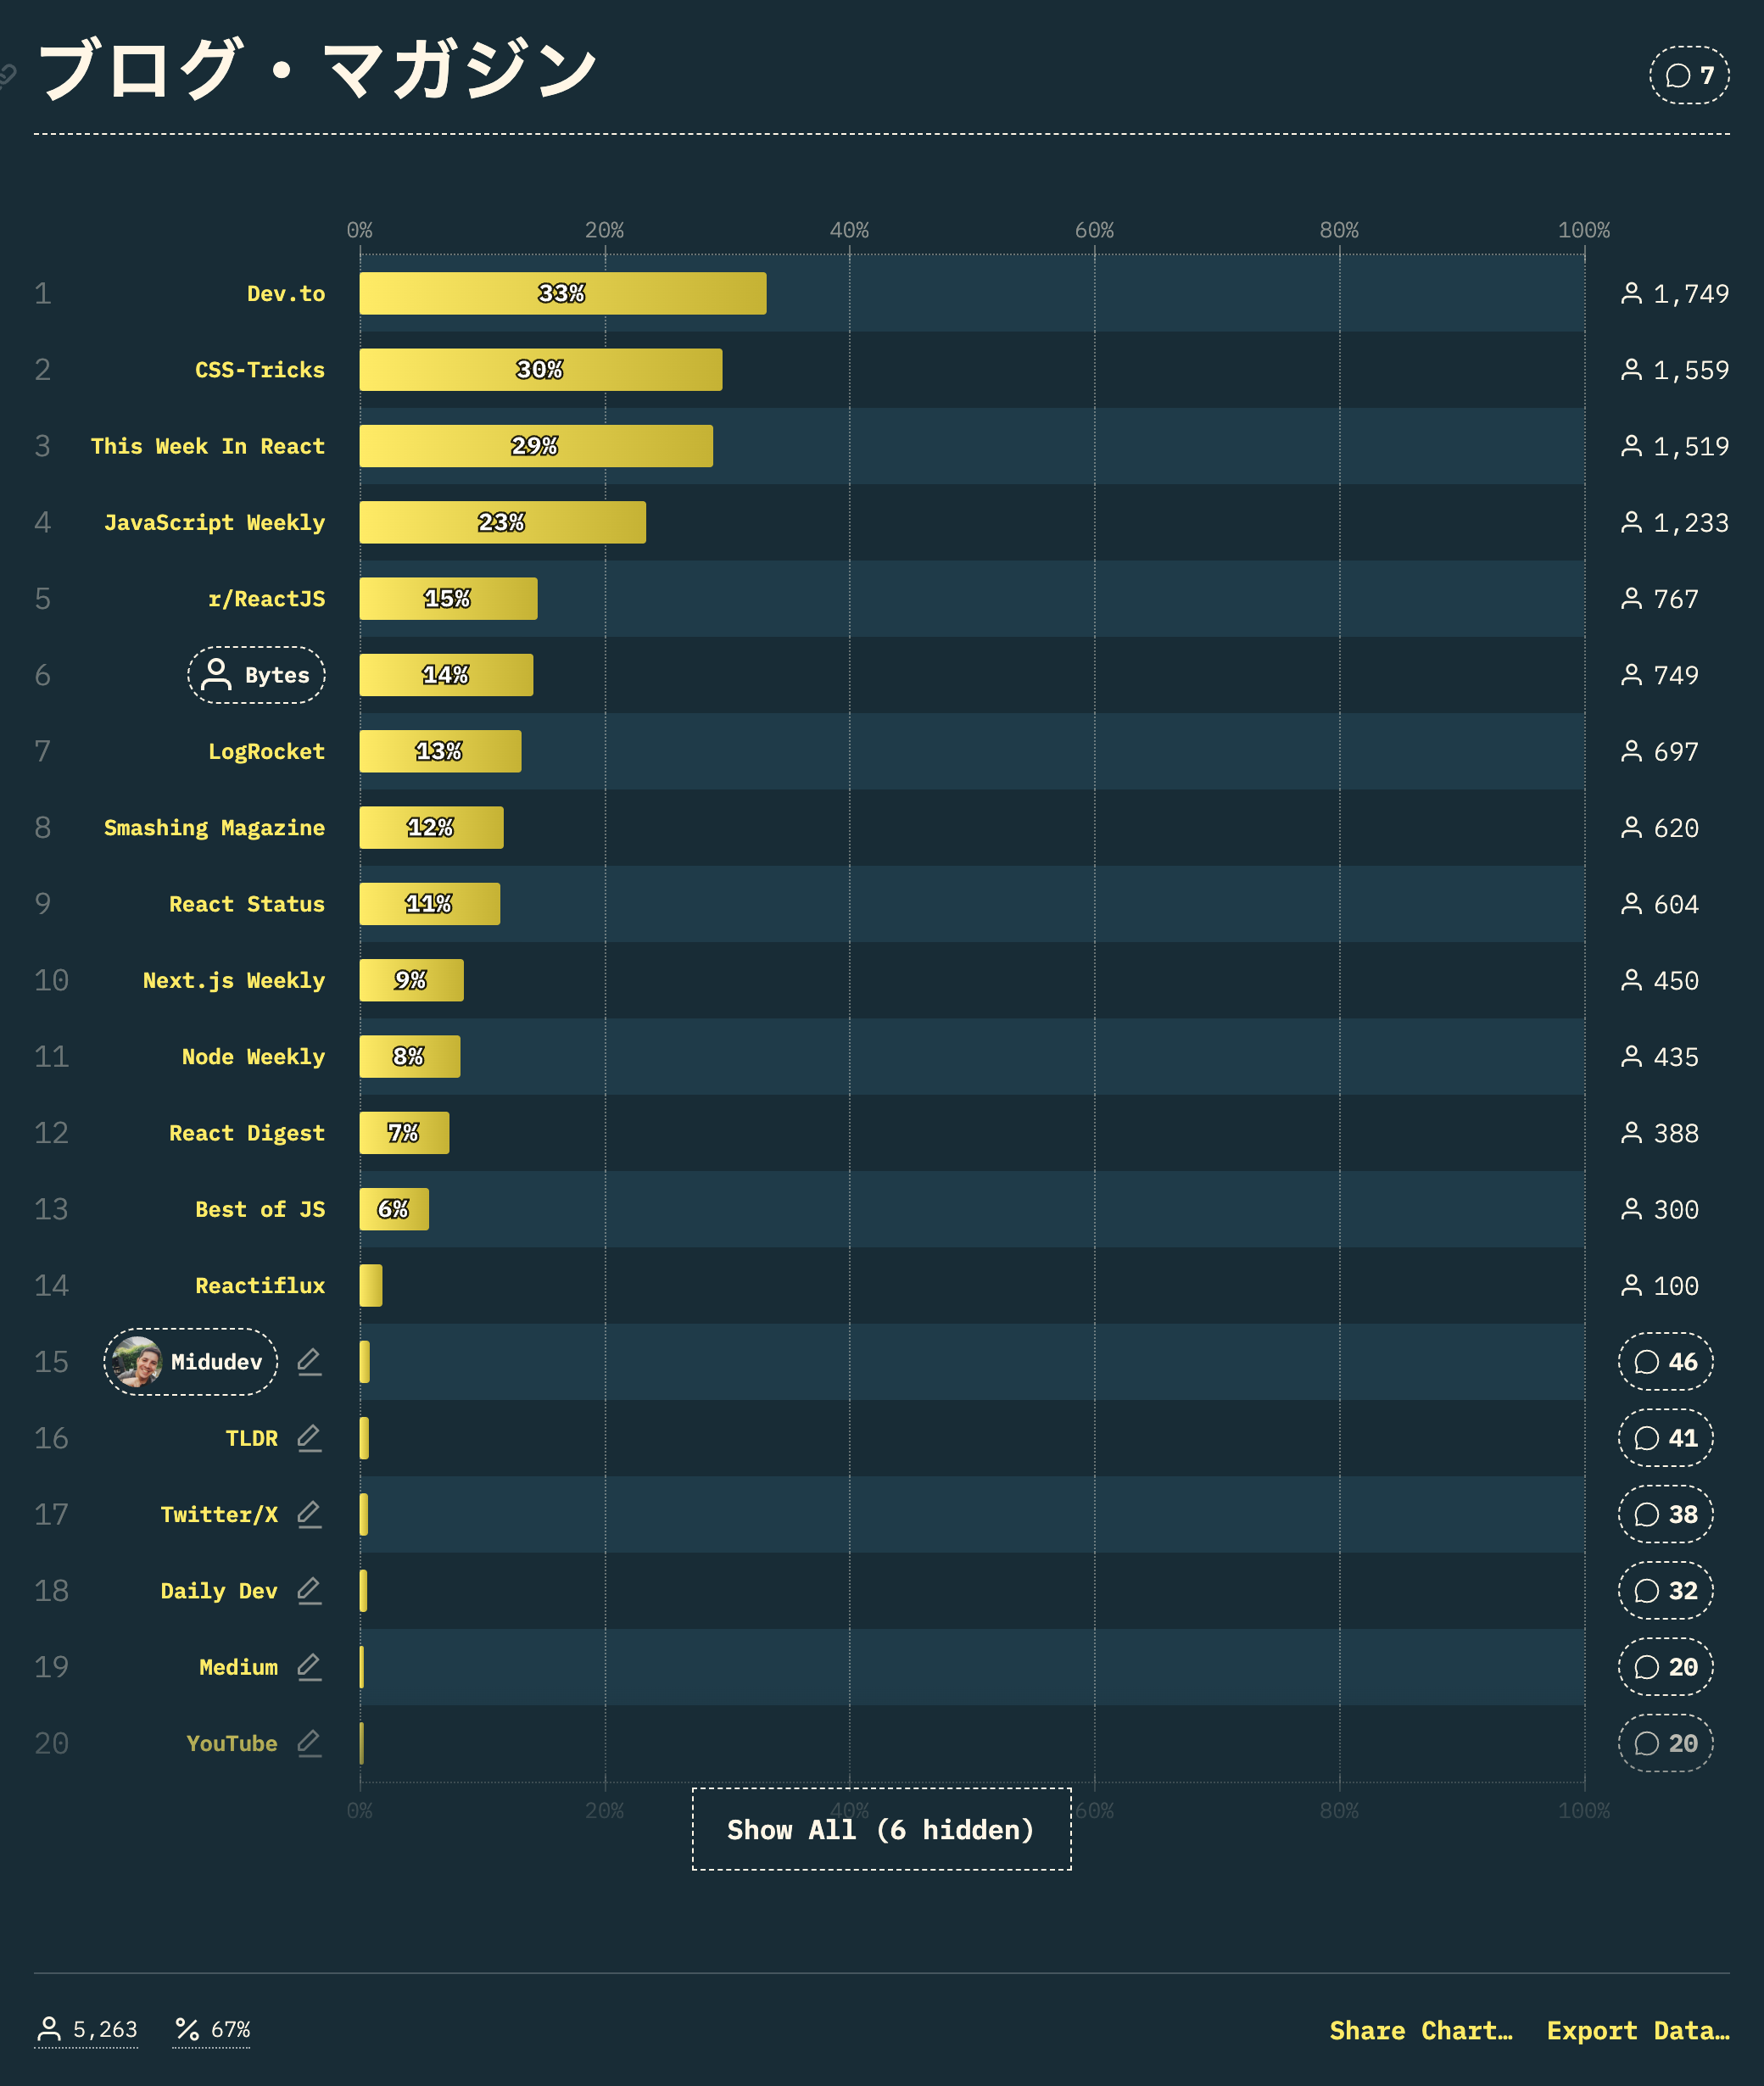 ブログ・マガジン
7
0% 20% 40% 60% 80% 100%
1 Dev.to 33% 1,749
2 CSS-Tricks 30% 1,559
3 This Week In React 29% 1,519
4 JavaScript Weekly 23% 1,233
5 r/ReactJS 15% 767
6 Bytes 14% 749
7 LogRocket 13% 697
8 Smashing Magazine 12% 620
9 React Status 11% 604
10 Next.js Weekly 9% 450
11 Node Weekly 8% 435
12 React Digest 7% 388
13 Best of JS 6% 300
14 Reactiflux 100
15 Midudev 46
16 TLDR 41
17 Twitter/X 38
18 Daily Dev 32
19 Medium 20
20 YouTube 20
0% 20% 40% 60% 80% 100%
Show All (6 hidden)
5,263 67% Share Chart… Export Data…